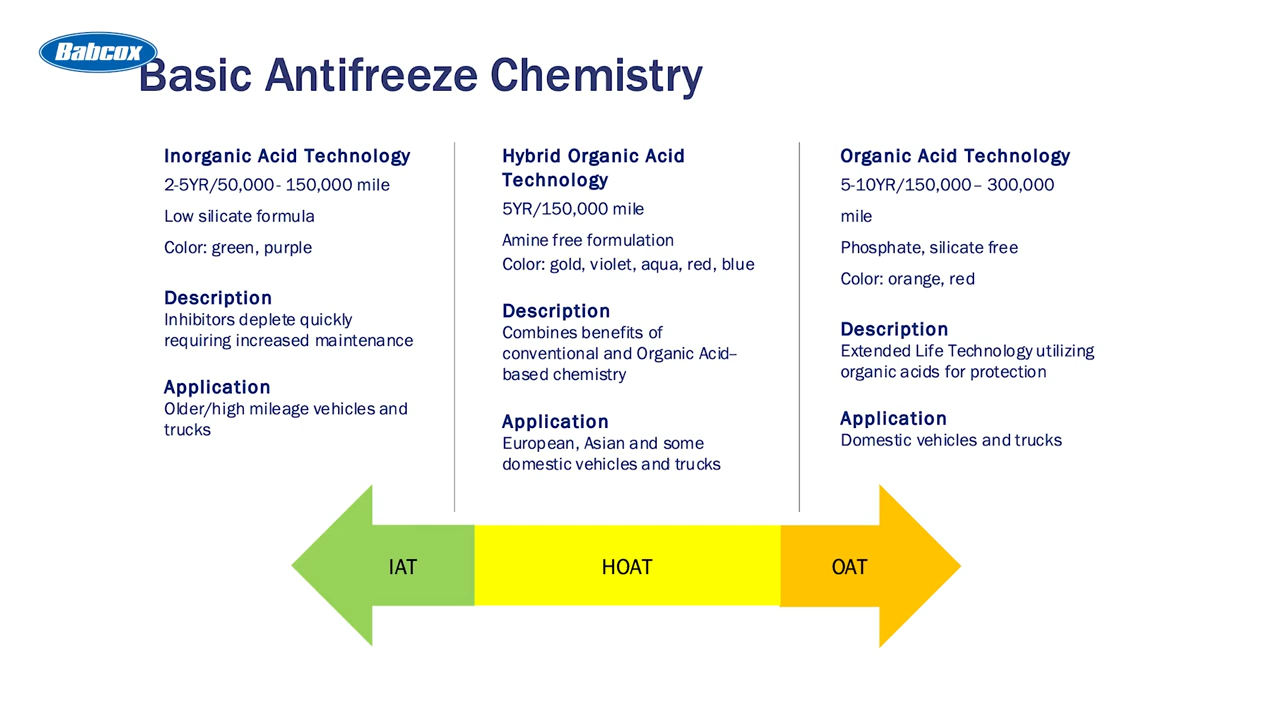 Babcox
Basic Antifreeze Chemistry
Inorganic Acid Technology
2-5YR/50,000- 150,000 mile
Low silicate formula
Color: green, purple
Description
Inhibitors deplete quickly
requiring increased maintenance
Application
Older/high mileage vehicles and
trucks
Hybrid Organic Acid
Technology
5YR/150,000 mile
Amine free formulation
Color: gold, violet, aqua, red, blue
Description
Combines benefits of
conventional and Organic Acid–
based chemistry
Application
European, Asian and some
domestic vehicles and trucks
Organic Acid Technology
5-10YR/150,000 – 300,000
mile
Phosphate, silicate free
Color: orange, red
Description
Extended Life Technology utilizing
organic acids for protection
Application
Domestic vehicles and trucks
IAT
HOAT
OAT